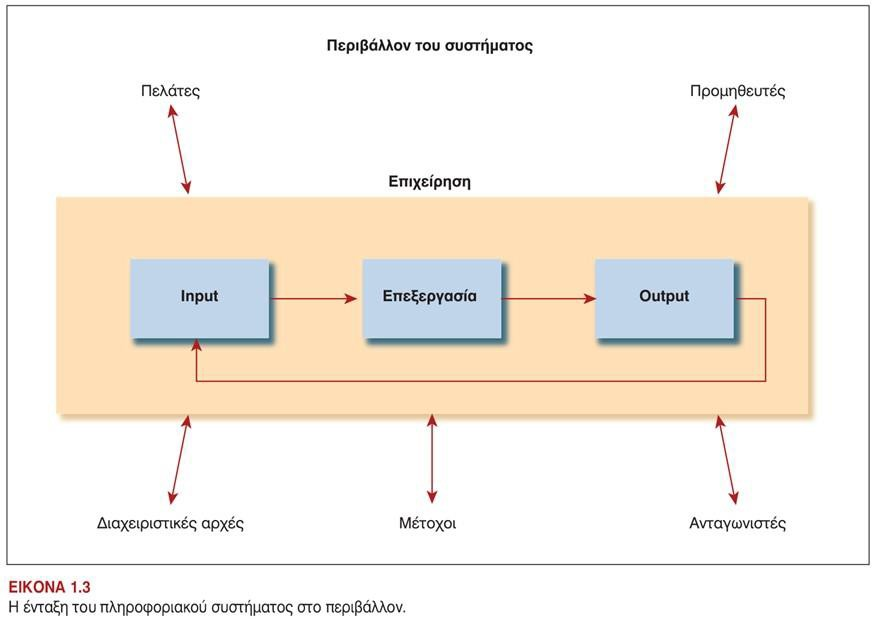 Περιβάλλον του συστήματος
Πελάτες
Προμηθευτές
Επιχείρηση
Input
Επεξεργασία
Output
Διαχειριστικές αρχές
Μέτοχοι
Ανταγωνιστές
ΕΙΚΟΝΑ 1.3
Η ένταξη του πληροφοριακού συστήματος στο περιβάλλον.